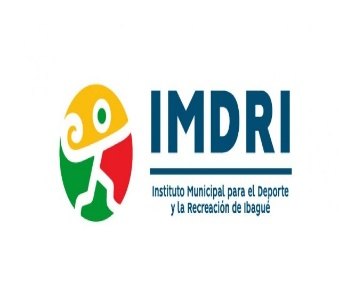 IMDRI
Instituto Municipal para el Deporte
y la Recreación de Ibagué